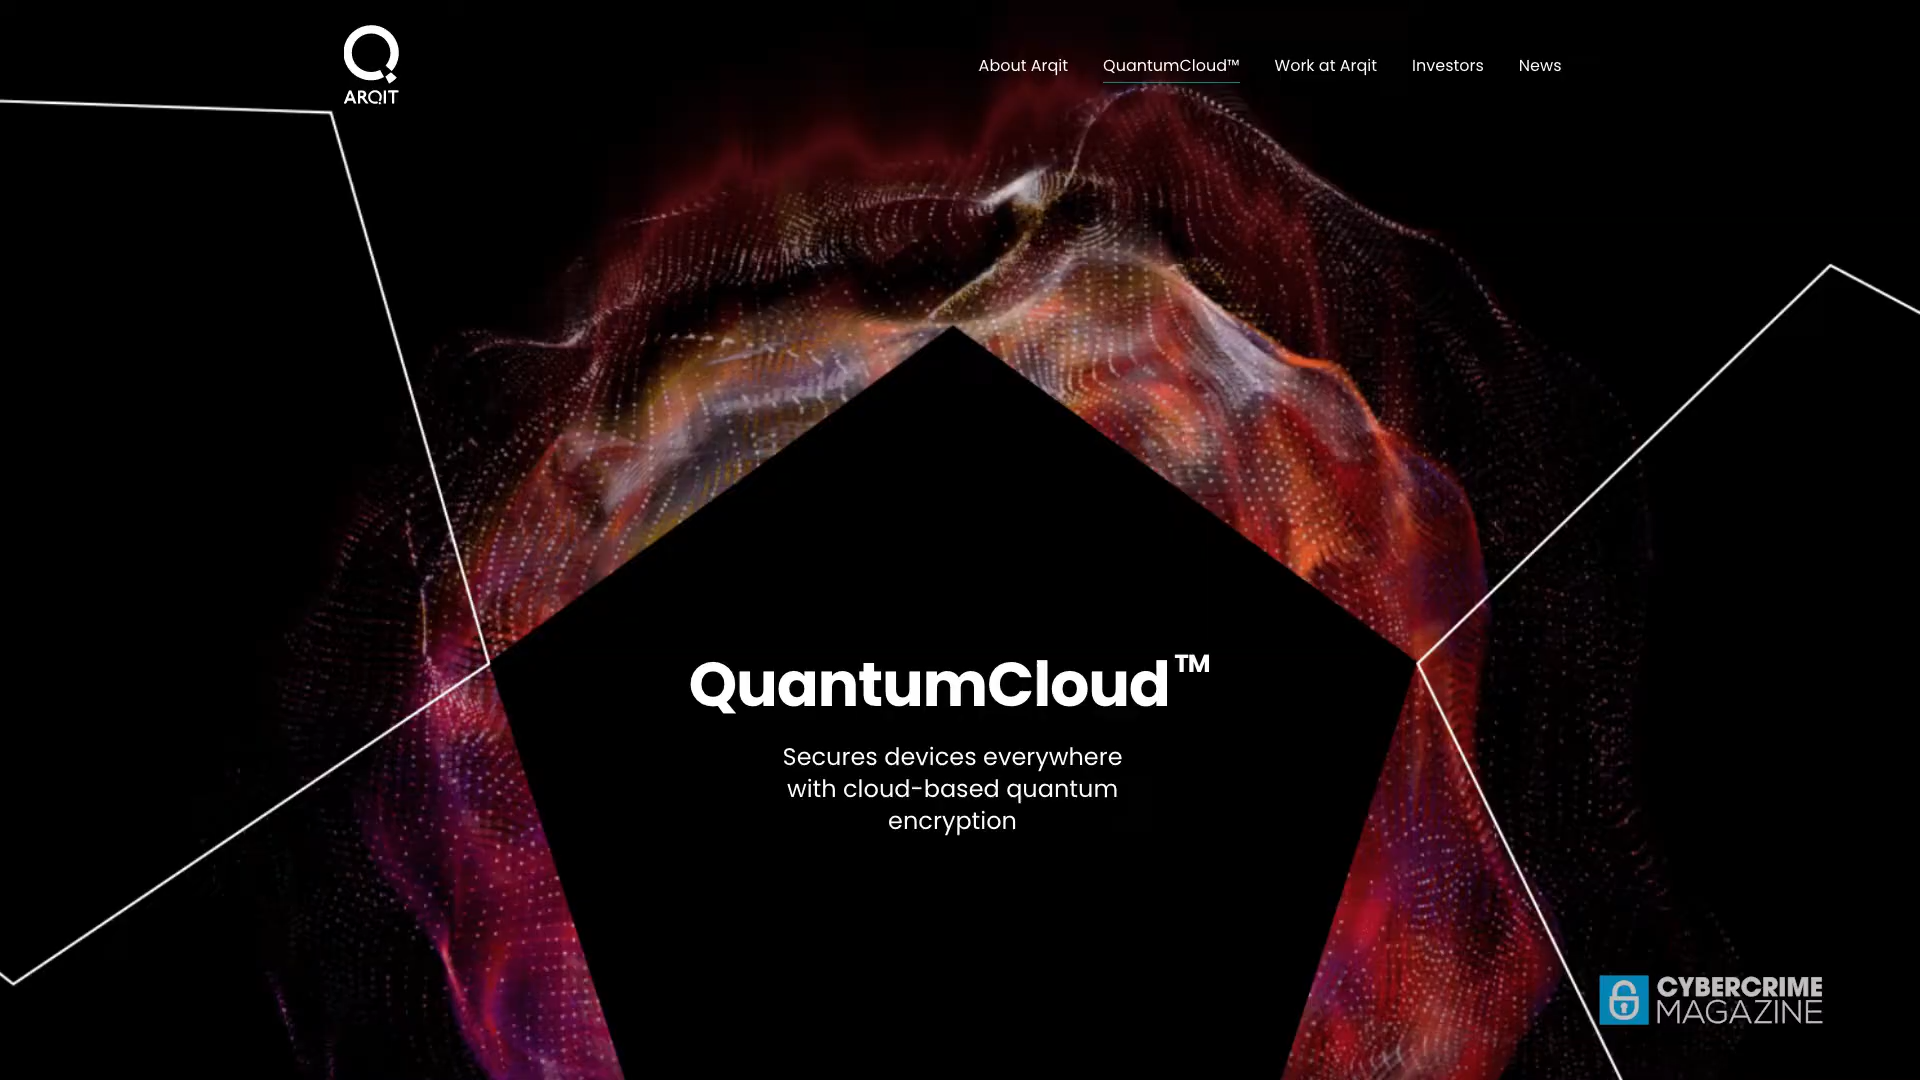 ARQIT
About Arqit
QuantumCloud™
Work at Arqit
Investors
News
QuantumCloud™
Secures devices everywhere
with cloud-based quantum
encryption
CYBERCRIME
MAGAZINE